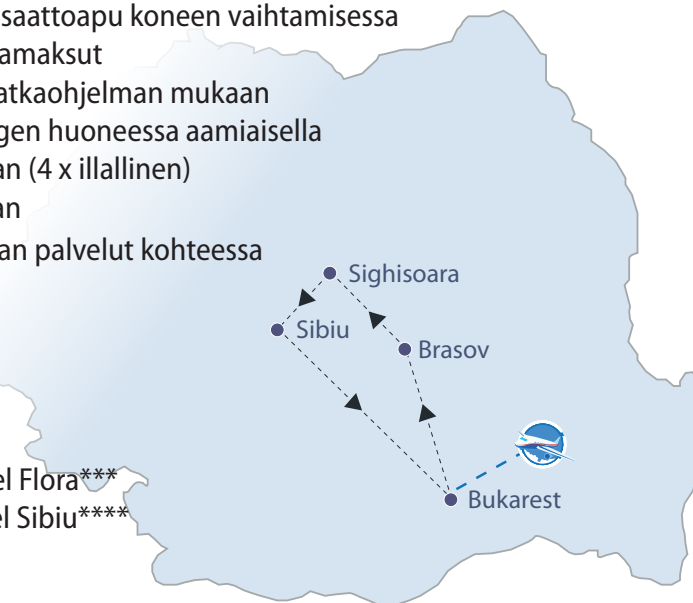 saattoapu koneen vaihtamisessa
amaksut
atkaohjelman mukaan
gen huoneessa aamiaisella
an (4 x illallinen)
an
an palvelut kohteessa
Sighisoara
Sibiu
Brasov
Bukarest
el Flora***
el Sibiu****